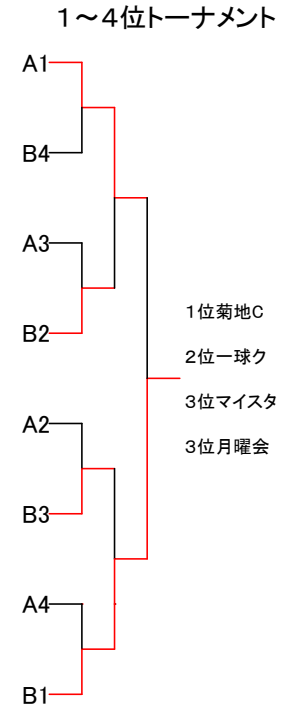 １～４位トーナメント
A1
B4
A3
B2
１位菊地C
２位一球ク
３位マイスタ
３位月曜会
A2
B3
A4
B1